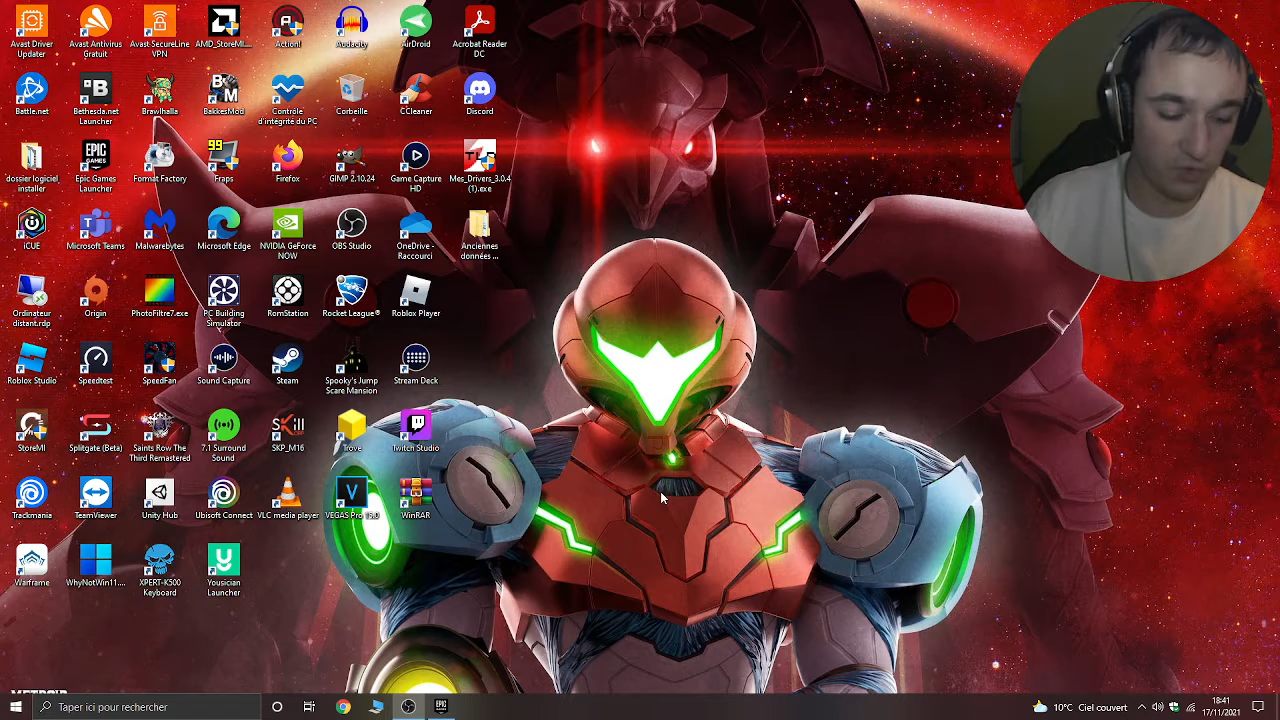 Avast Driver
Updater
Avast Antivirus
Gratuit
Avast SecureLine
VPN
AMD_StoreMI...
Action!
Audacity
AirDroid
Acrobat Reader
DC
Battle.net
Bethesda.net
Launcher
Brawlhalla
BakkesMod
Contrôle
d'intégrité du PC
Corbeille
CCleaner
Discord
dossier logiciel
installer
Epic Games
Launcher
Format Factory
Fraps
Firefox
GIMP 2.10.24
Game Capture
HD
Mes_Drivers_3.0.4
(1).exe
iCUE
Microsoft Teams
Malwarebytes
Microsoft Edge
NVIDIA GeForce
NOW
OBS Studio
OneDrive -
Raccourci
Anciennes
données ...
Ordinateur
distant.rdp
Origin
PhotoFiltre7.exe
PC Building
Simulator
RomStation
Rocket League®
Roblox Player
Roblox Studio
Speedtest
SpeedFan
Sound Capture
Steam
Spooky's Jump
Scare Mansion
Stream Deck
StoreMI
Splitgate (Beta)
Saints Row The
Third Remastered
7.1 Surround
Sound
SKP_M16
Trove
Twitch Studio
Trackmania
TeamViewer
Unity Hub
Ubisoft Connect
VLC media player
VEGAS Pro 15.0
WinRAR
Warframe
WhyNotWin11....
XPERT-K500
Keyboard
Yousician
Launcher
METROID
Taper ici pour rechercher
10°C Ciel couvert
18:41
17/11/2021